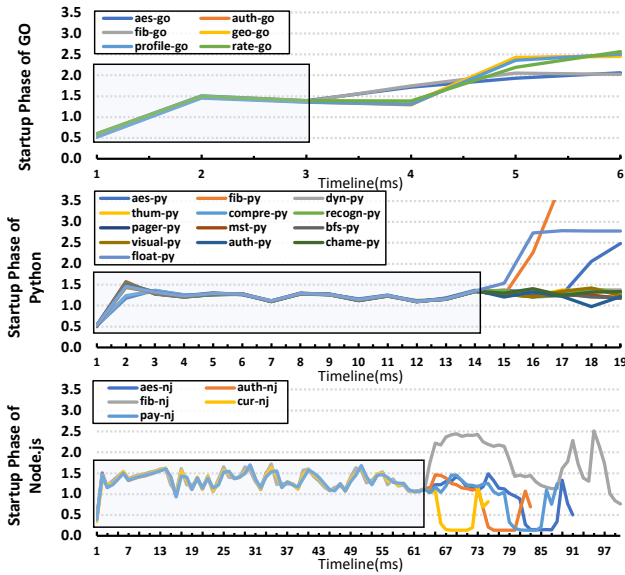 Startup Phase of GO
aes-go auth-go
fib-go geo-go
profile-go rate-go
3.5
3.0
2.5
2.0
1.5
1.0
0.5
0.0
1 2 3 4 5 6
Timeline(ms)
Startup Phase of
Python
aes-py fib-py dyn-py
thum-py compre-py recogn-py
pager-py mst-py bfs-py
visual-py auth-py chame-py
float-py
3.5
3.0
2.5
2.0
1.5
1.0
0.5
0.0
1 2 3 4 5 6 7 8 9 10 11 12 13 14 15 16 17 18 19
Timeline(ms)
Startup Phase of
Node.js
aes-nj auth-nj
fib-nj cur-nj
pay-nj
3.5
3.0
2.5
2.0
1.5
1.0
0.5
0.0
1 7 13 19 25 31 37 43 49 55 61 67 73 79 85 91 97
Timeline(ms)